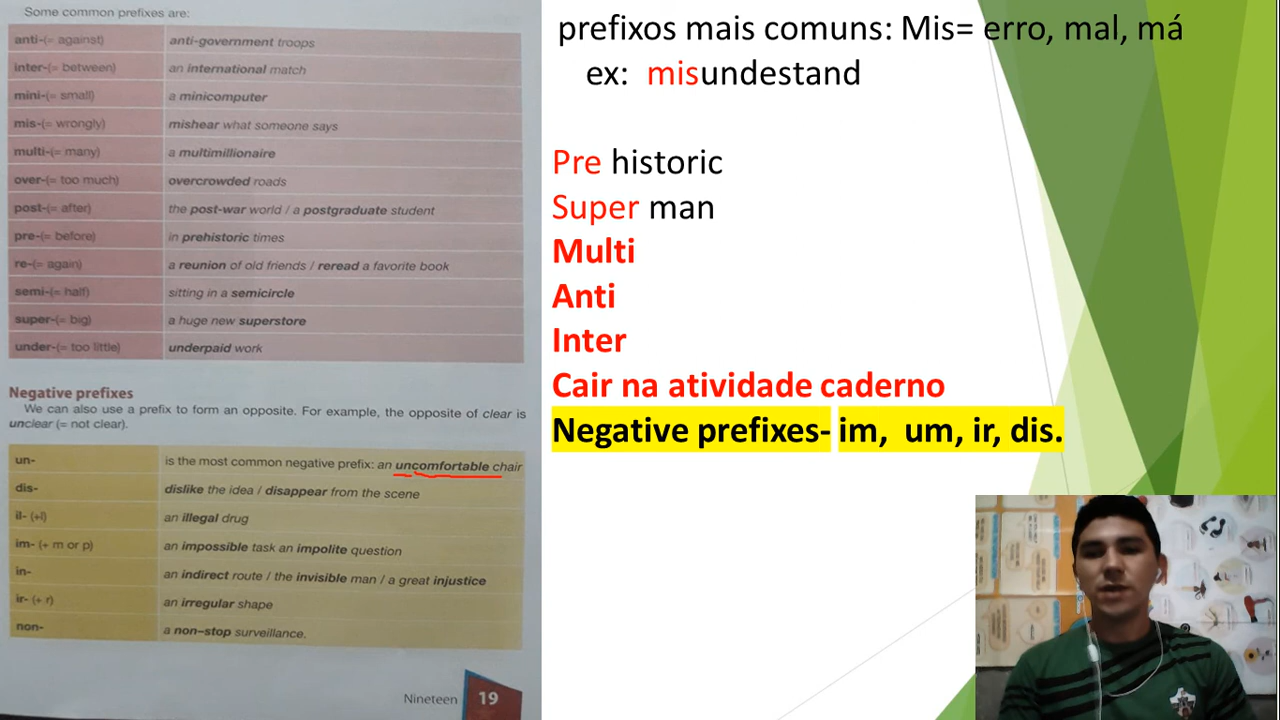 Some common prefixes are:
anti-(= against) anti-government troops
inter-(= between) an international match
mini-(= small) a minicomputer
mis-(= wrongly) mishear what someone says
multi-(= many) a multimillionaire
over-(= too much) overcrowded roads
post-(= after) the post-war world / a postgraduate student
pre-(= before) in prehistoric times
re-(= again) a reunion of old friends / reread a favorite book
semi-(= half) sitting in a semicircle
super-(= big) a huge new superstore
under-(= too little) underpaid work
Negative prefixes
We can also use a prefix to form an opposite. For example, the opposite of clear is
unclear (= not clear).
un- is the most common negative prefix: an uncomfortable chair
dis- dislike the idea / disappear from the scene
il- (+l) an illegal drug
im- (+ m or p) an impossible task an impolite question
in- an indirect route / the invisible man / a great injustice
ir- (+ r) an irregular shape
non- a non-stop surveillance.
Nineteen 19
prefixos mais comuns: Mis= erro, mal, má
ex: misundestand
Pre historic
Super man
Multi
Anti
Inter
Cair na atividade caderno
Negative prefixes- im, um, ir, dis.